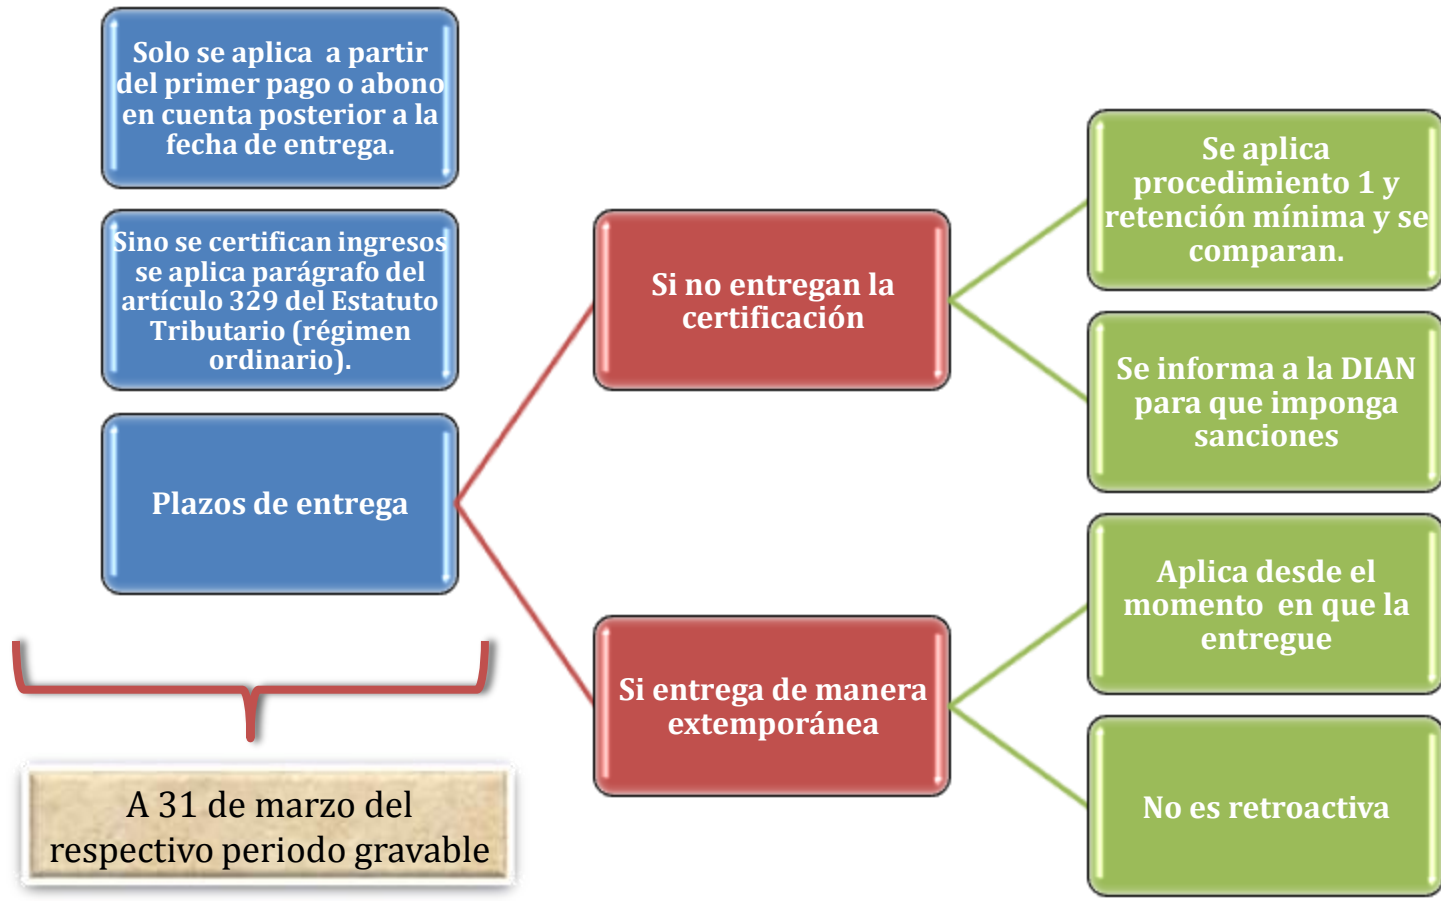 Solo se aplica  a partir
del primer pago o abono
en cuenta posterior a la
fecha de entrega.
Sino se certifican ingresos
se aplica parágrafo del
artículo 329 del Estatuto
Tributario (régimen
ordinario).
Plazos de entrega
A 31 de marzo del
respectivo periodo gravable
Si no entregan la
certificación
Si entrega de manera
extemporánea
Se aplica
procedimiento 1 y
retención mínima y se
comparan.
Se informa a la DIAN
para que imponga
sanciones
Aplica desde el
momento  en que la
entregue
No es retroactiva